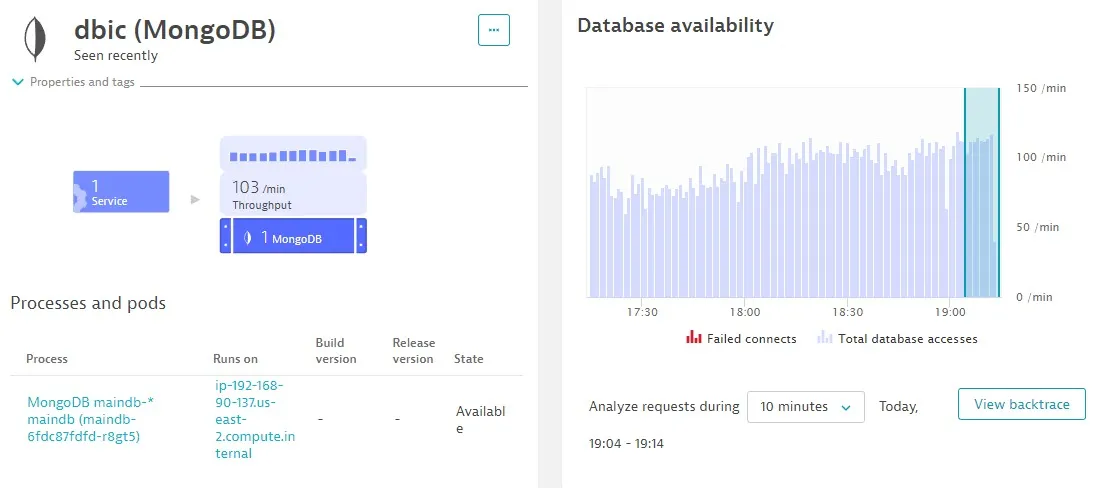 dbic (MongoDB)
Seen recently
...
Properties and tags
1
Service
103 /min
Throughput
1 MongoDB
Processes and pods
Process
Runs on
Build
version
Release
version
State
MongoDB maindb-*
maindb (maindb-
6fdc87fdfd-r8gt5)
ip-192-168-
90-137.us-
east-
2.compute.in
ternal
-
-
Availabl
e
Database availability
150 /min
100 /min
50 /min
0 /min
17:30
18:00
18:30
19:00
Failed connects
Total database accesses
Analyze requests during
10 minutes
Today,
19:04 - 19:14
View backtrace